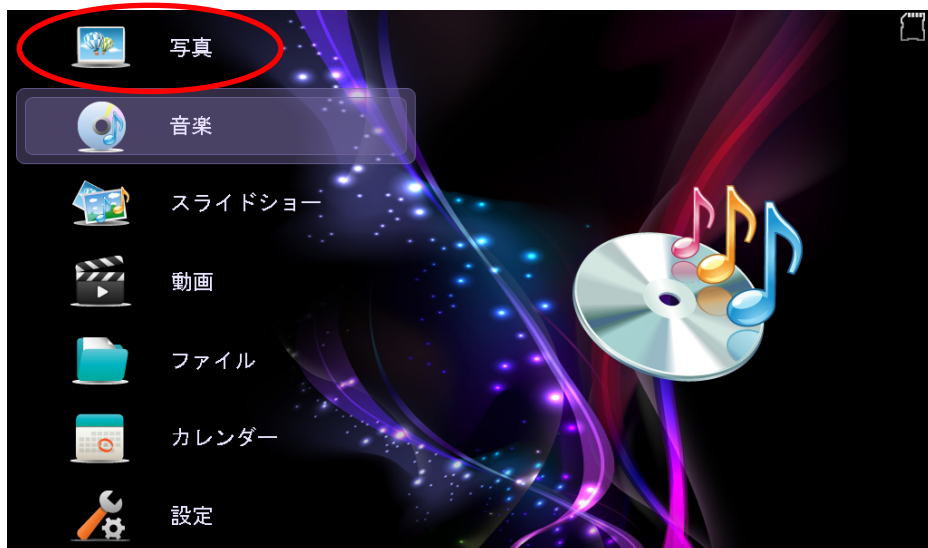 写真
音楽
スライドショー
動画
ファイル
カレンダー
設定